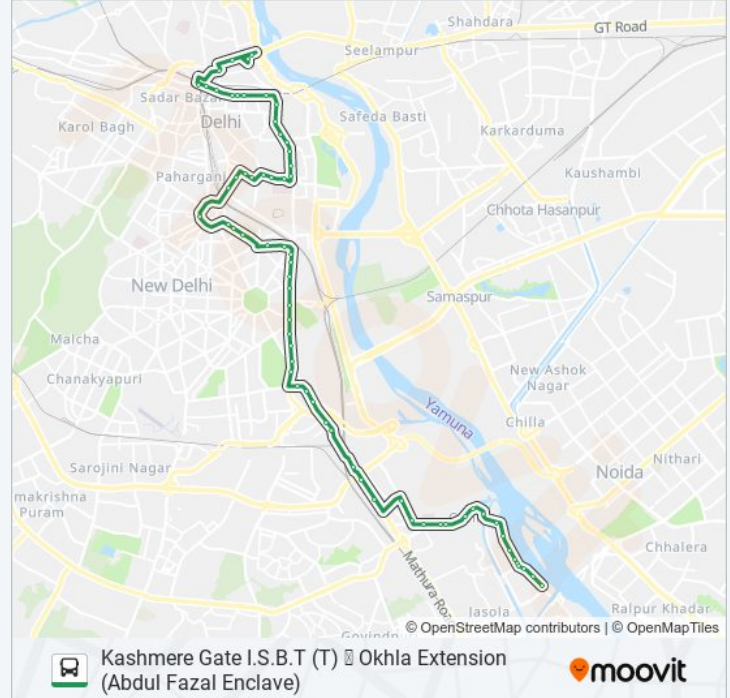 Shahdara
GT Road
Seelampur
Sadar Bazar
Karol Bagh
Delhi
Safeda Basti
Karkarduma
Paharganj
Kaushambi
Chhota Hasanpur
New Delhi
Samaspur
Malcha
Chanakyapuri
New Ashok
Nagar
Yamuna
Chilla
Sarojini Nagar
Noida
Nithari
makrishna
Puram
Chhalera
Mathura Road
Jasola
Ralpur Khadar
© OpenStreetMap contributors | © OpenMapTiles
Kashmere Gate I.S.B.T (T) Okhla Extension
(Abdul Fazal Enclave)
moovit